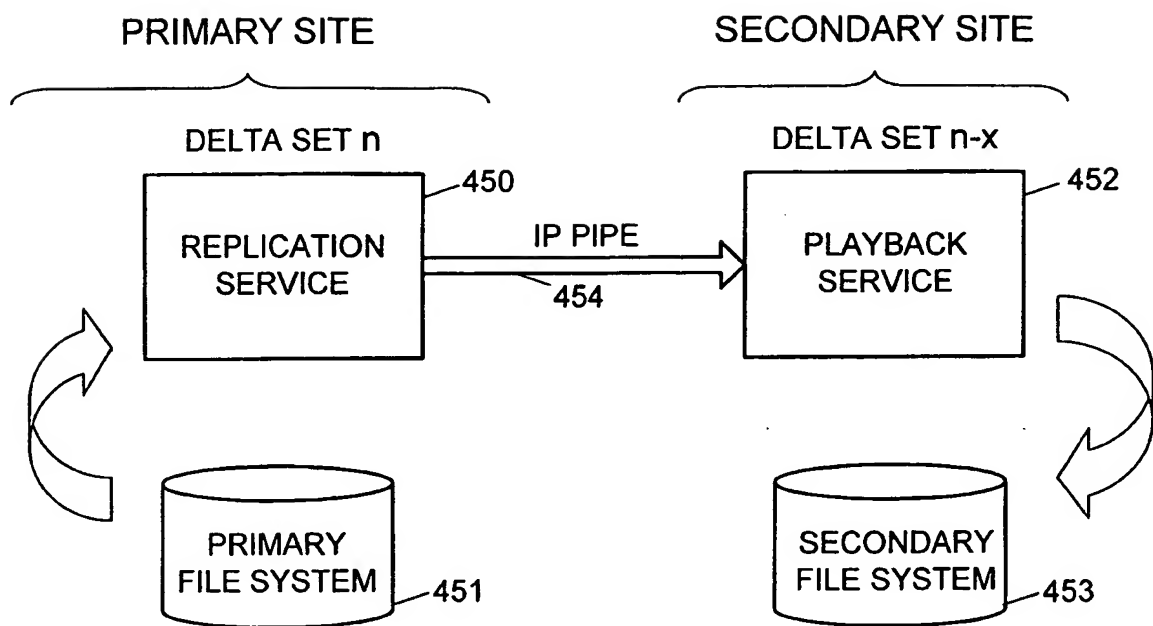 PRIMARY SITE
SECONDARY SITE
DELTA SET n
DELTA SET n-x
450
452
REPLICATION
SERVICE
IP PIPE
454
PLAYBACK
SERVICE
PRIMARY
FILE SYSTEM
451
SECONDARY
FILE SYSTEM
453